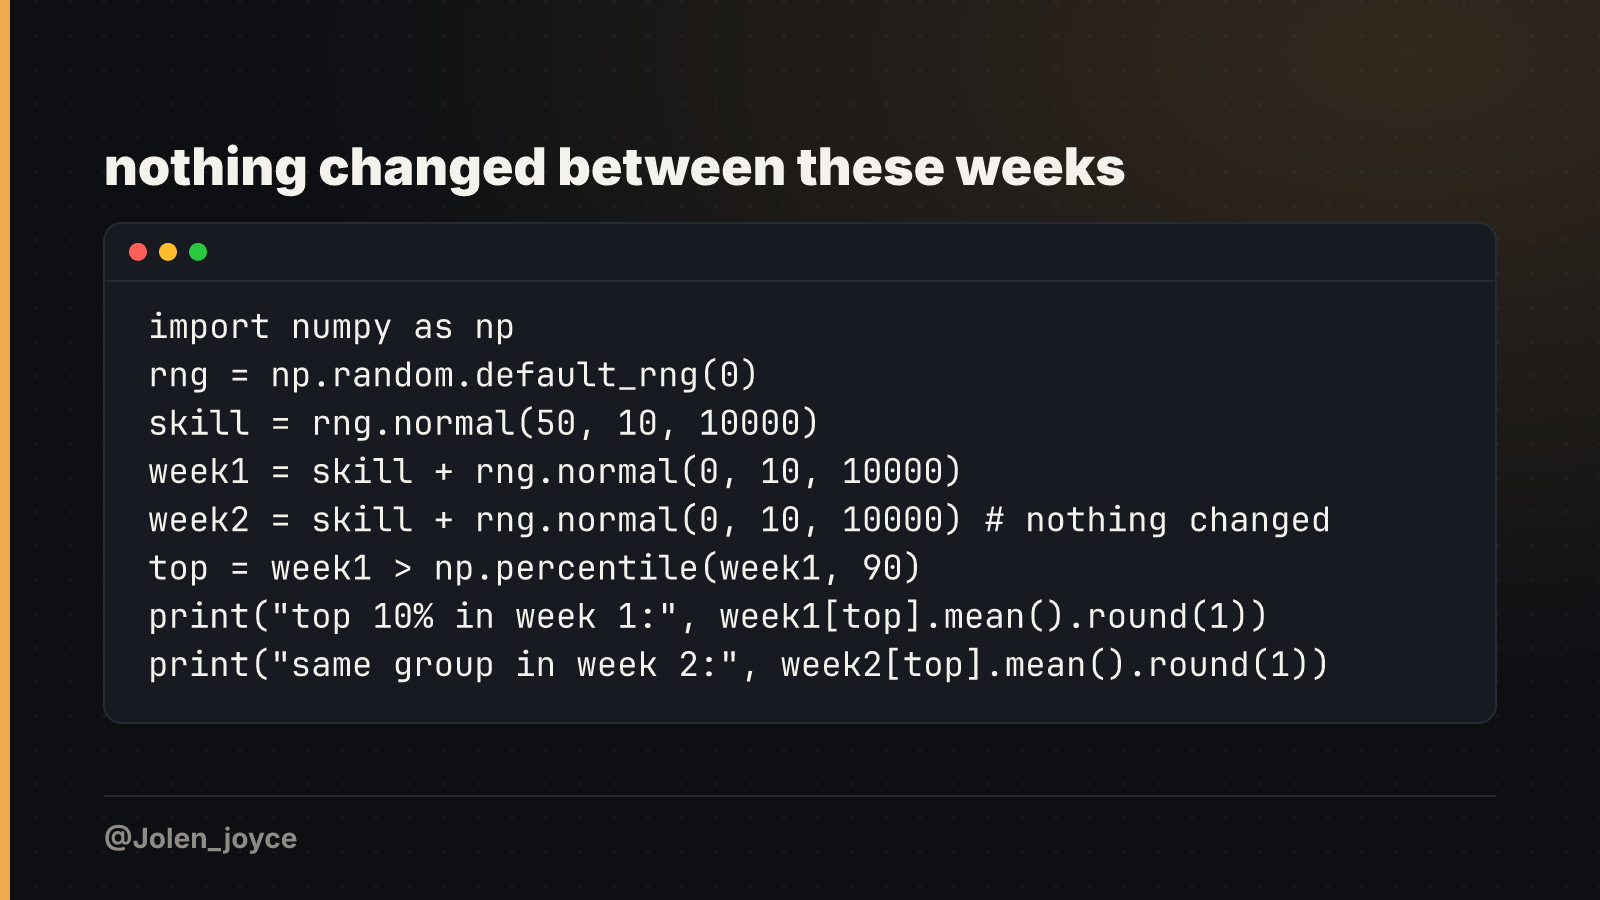 nothing changed between these weeks
import numpy as np
rng = np.random.default_rng(0)
skill = rng.normal(50, 10, 10000)
week1 = skill + rng.normal(0, 10, 10000)
week2 = skill + rng.normal(0, 10, 10000) # nothing changed
top = week1 > np.percentile(week1, 90)
print("top 10% in week 1:", week1[top].mean().round(1))
print("same group in week 2:", week2[top].mean().round(1))
@Jolen_joyce